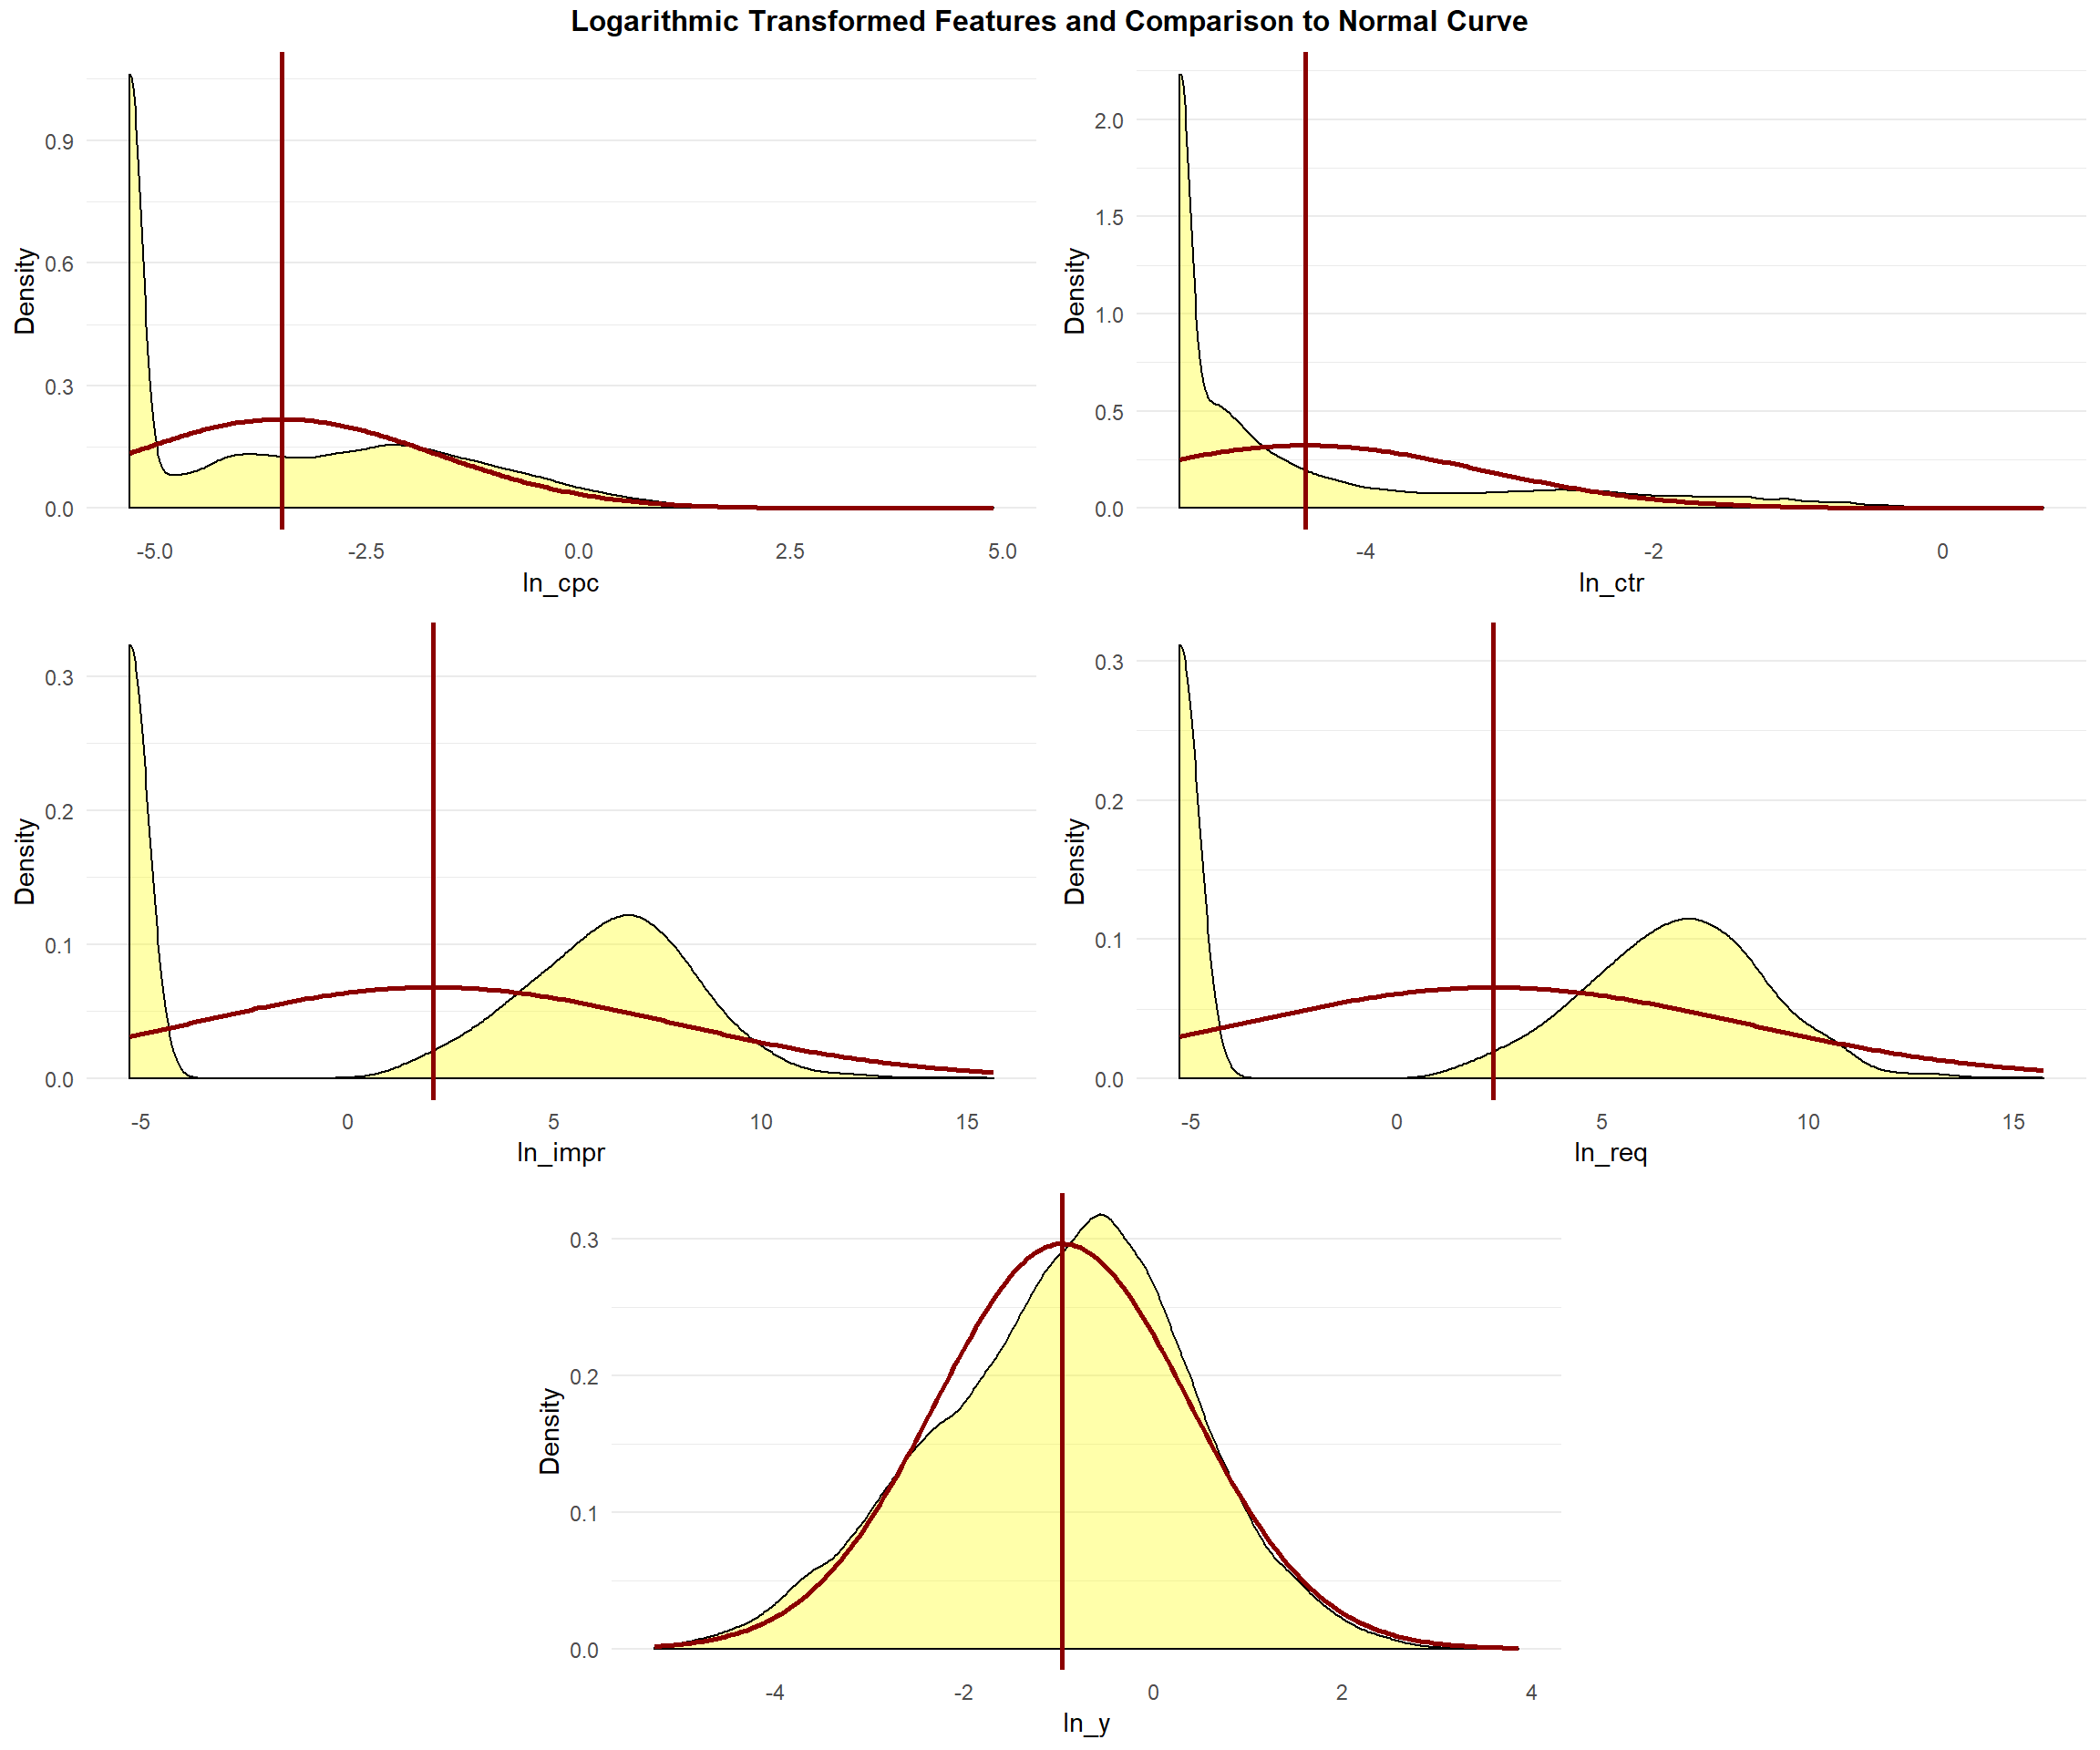 Logarithmic Transformed Features and Comparison to Normal Curve
Density
0.9
0.6
0.3
0.0
-5.0 -2.5 0.0 2.5 5.0
ln_cpc
Density
2.0
1.5
1.0
0.5
0.0
-4 -2 0
ln_ctr
Density
0.3
0.2
0.1
0.0
-5 0 5 10 15
ln_impr
Density
0.3
0.2
0.1
0.0
-5 0 5 10 15
ln_req
Density
0.3
0.2
0.1
0.0
-4 -2 0 2 4
ln_y